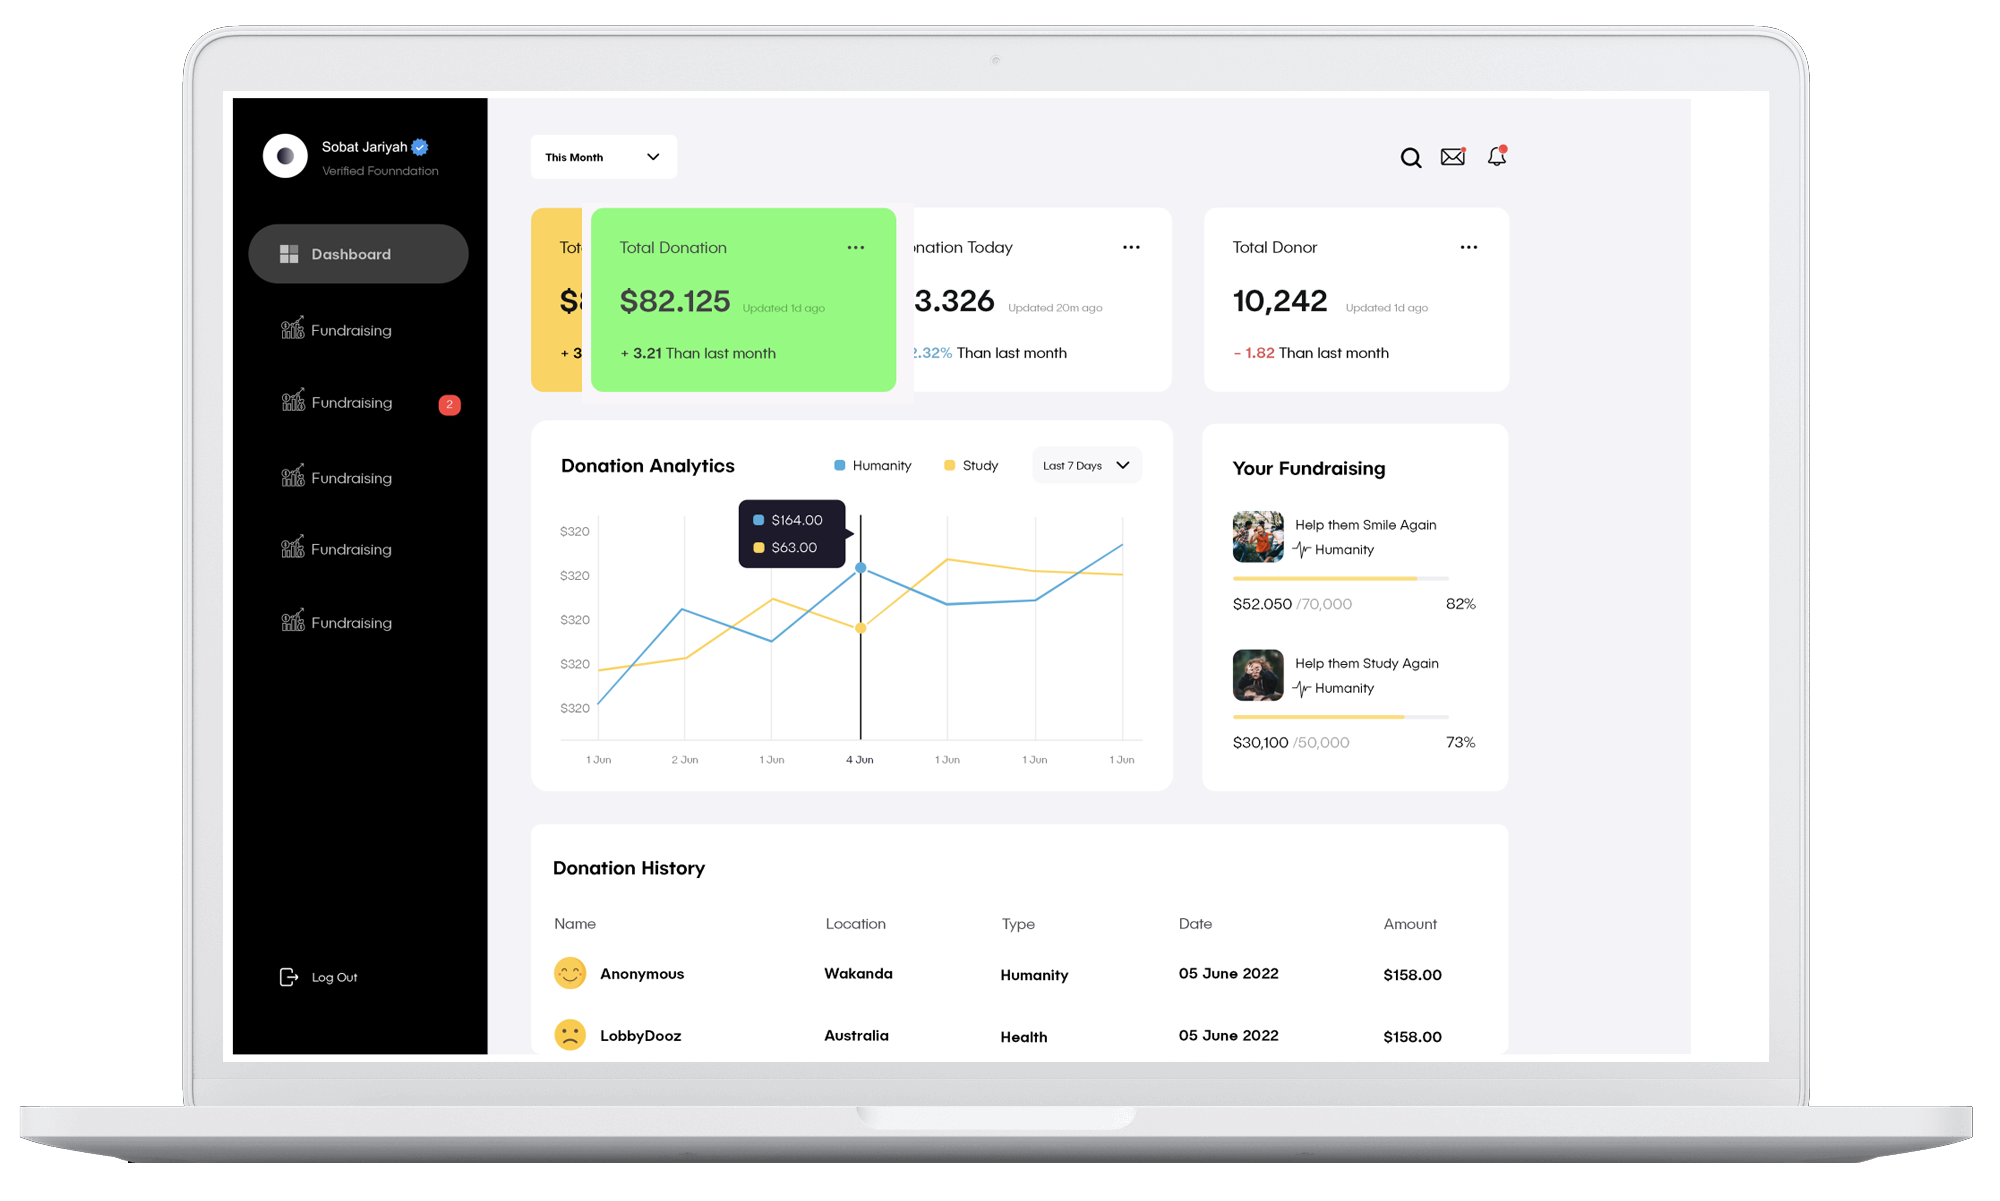 Sobat Jariyah
Verified Founndation
Dashboard
Fundraising
Fundraising
2
Fundraising
Fundraising
Fundraising
Log Out
This Month
Total Donation
$82.125
Updated 1d ago
+ 3.21 Than last month
+ 3
nation Today
3.326
Updated 20m ago
2.32% Than last month
Total Donor
10,242
Updated 1d ago
- 1.82 Than last month
Donation Analytics
Humanity
Study
Last 7 Days
$164.00
$63.00
$320
$320
$320
$320
$320
1 Jun
2 Jun
1 Jun
4 Jun
1 Jun
1 Jun
1 Jun
Your Fundraising
Help them Smile Again
Humanity
$52.050 /70,000
82%
Help them Study Again
Humanity
$30,100 /50,000
73%
Donation History
Name Location Type Date Amount
Anonymous Wakanda Humanity 05 June 2022 $158.00
LobbyDooz Australia Health 05 June 2022 $158.00